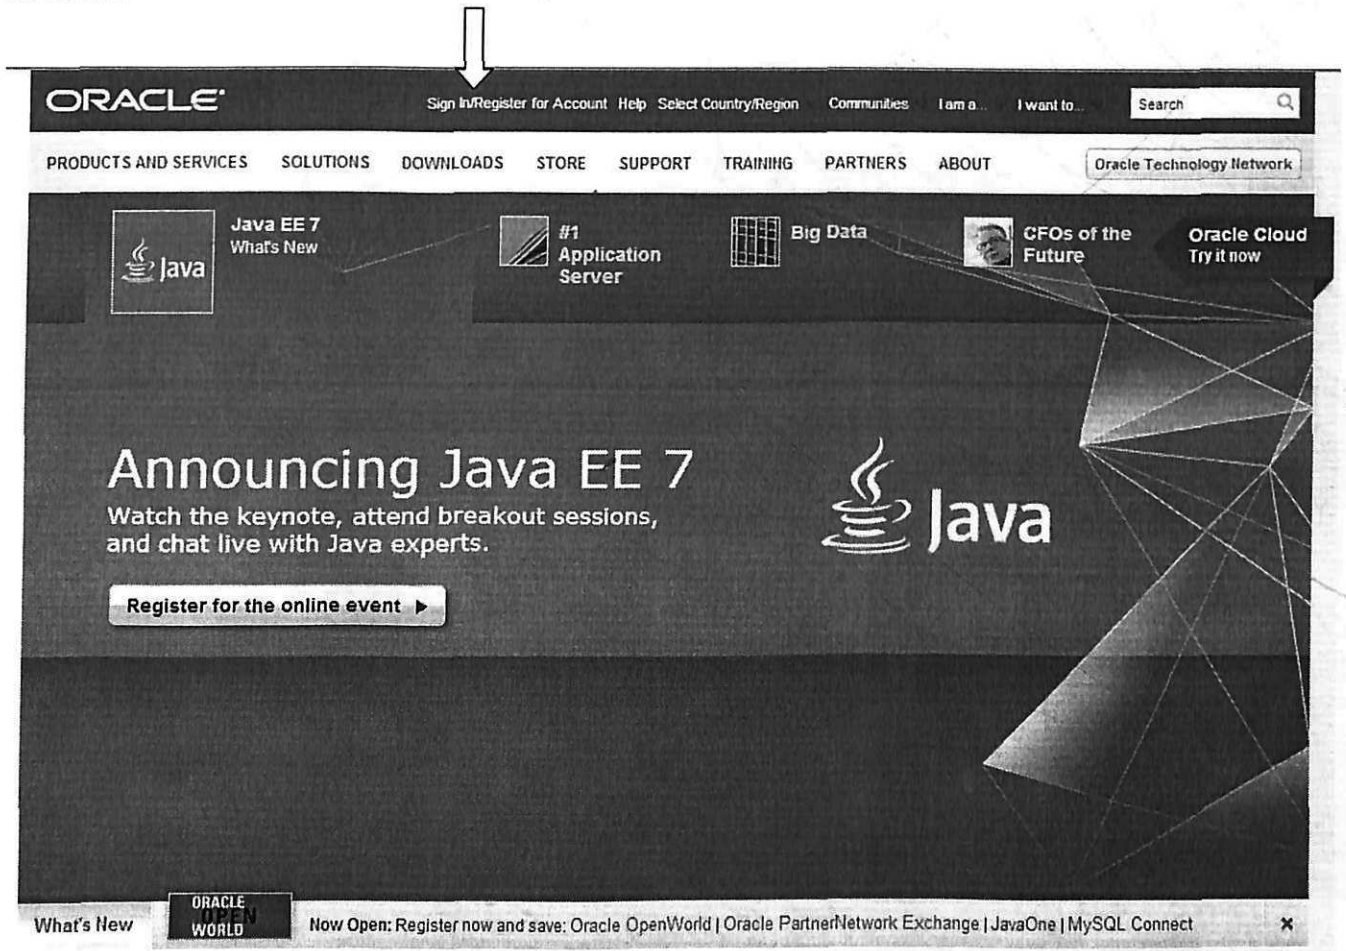 ORACLE®
Sign In/Register for Account Help Select Country/Region Communities I am a... I want to... Search
PRODUCTS AND SERVICES SOLUTIONS DOWNLOADS STORE SUPPORT TRAINING PARTNERS ABOUT Oracle Technology Network
Java
Java EE 7
What's New
#1
Application
Server
Big Data
CFOs of the
Future
Oracle Cloud
Try it now
Announcing Java EE 7
Watch the keynote, attend breakout sessions,
and chat live with Java experts.
Register for the online event
Java
What's New
ORACLE
OPEN
WORLD
Now Open: Register now and save: Oracle OpenWorld | Oracle PartnerNetwork Exchange | JavaOne | MySQL Connect